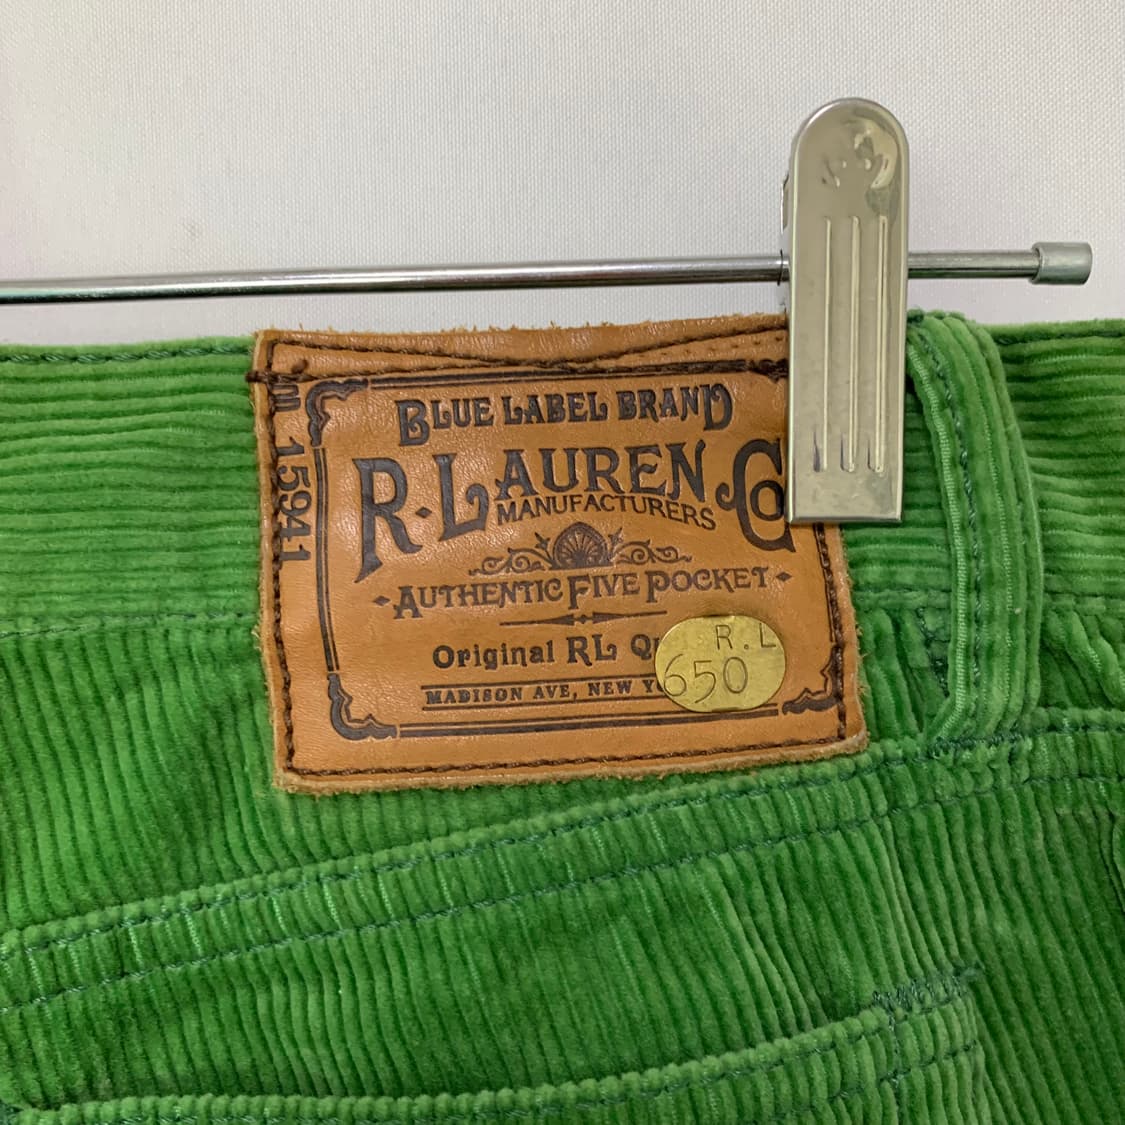 BLUE LABEL BRAND
R·LAUREN Co
MANUFACTURERS
AUTHENTIC FIVE POCKET
Original RL
MADISON AVE, NEW
R.L
650
15941